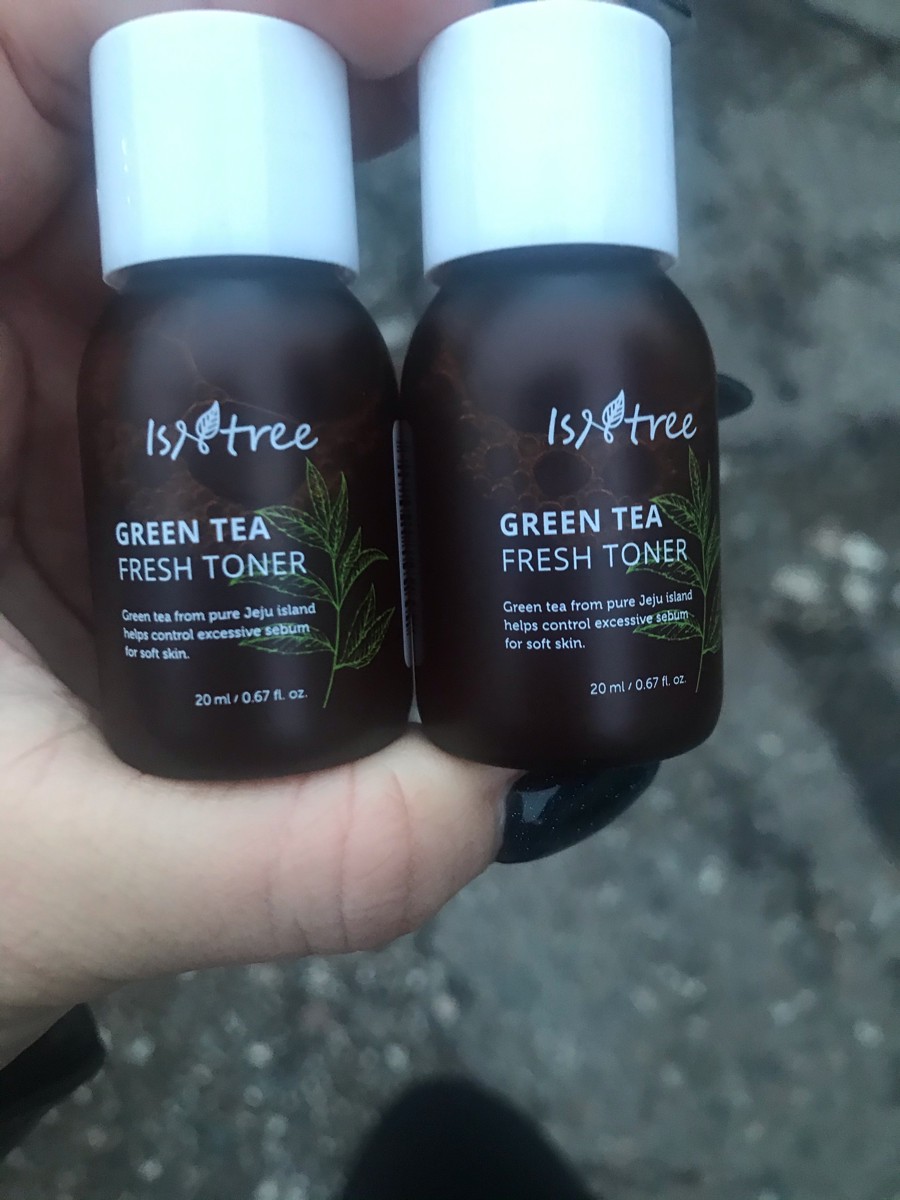 Isntree
GREEN TEA
FRESH TONER
Green tea from pure Jeju island
helps control excessive sebum
for soft skin.
20 ml / 0.67 fl. oz.
Isntree
GREEN TEA
FRESH TONER
Green tea from pure Jeju island
helps control excessive sebum
for soft skin.
20 ml / 0.67 fl. oz.